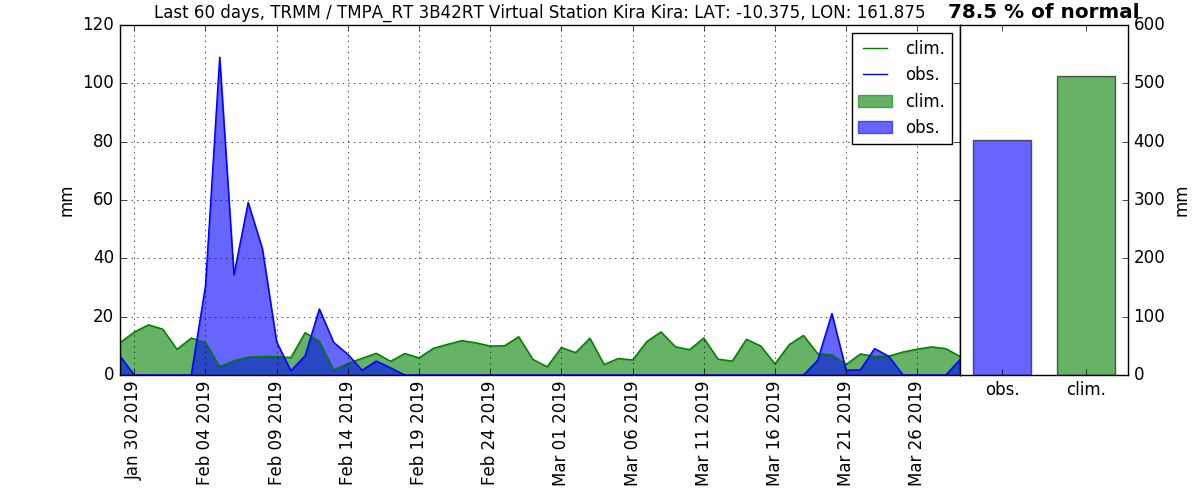 Last 60 days, TRMM / TMPA_RT 3B42RT Virtual Station Kira Kira: LAT: -10.375, LON: 161.875
78.5 % of normal
120
100
80
60
40
20
0
mm
clim.
obs.
clim.
obs.
Jan 30 2019
Feb 04 2019
Feb 09 2019
Feb 14 2019
Feb 19 2019
Feb 24 2019
Mar 01 2019
Mar 06 2019
Mar 11 2019
Mar 16 2019
Mar 21 2019
Mar 26 2019
600
500
400
300
200
100
0
mm
obs.
clim.